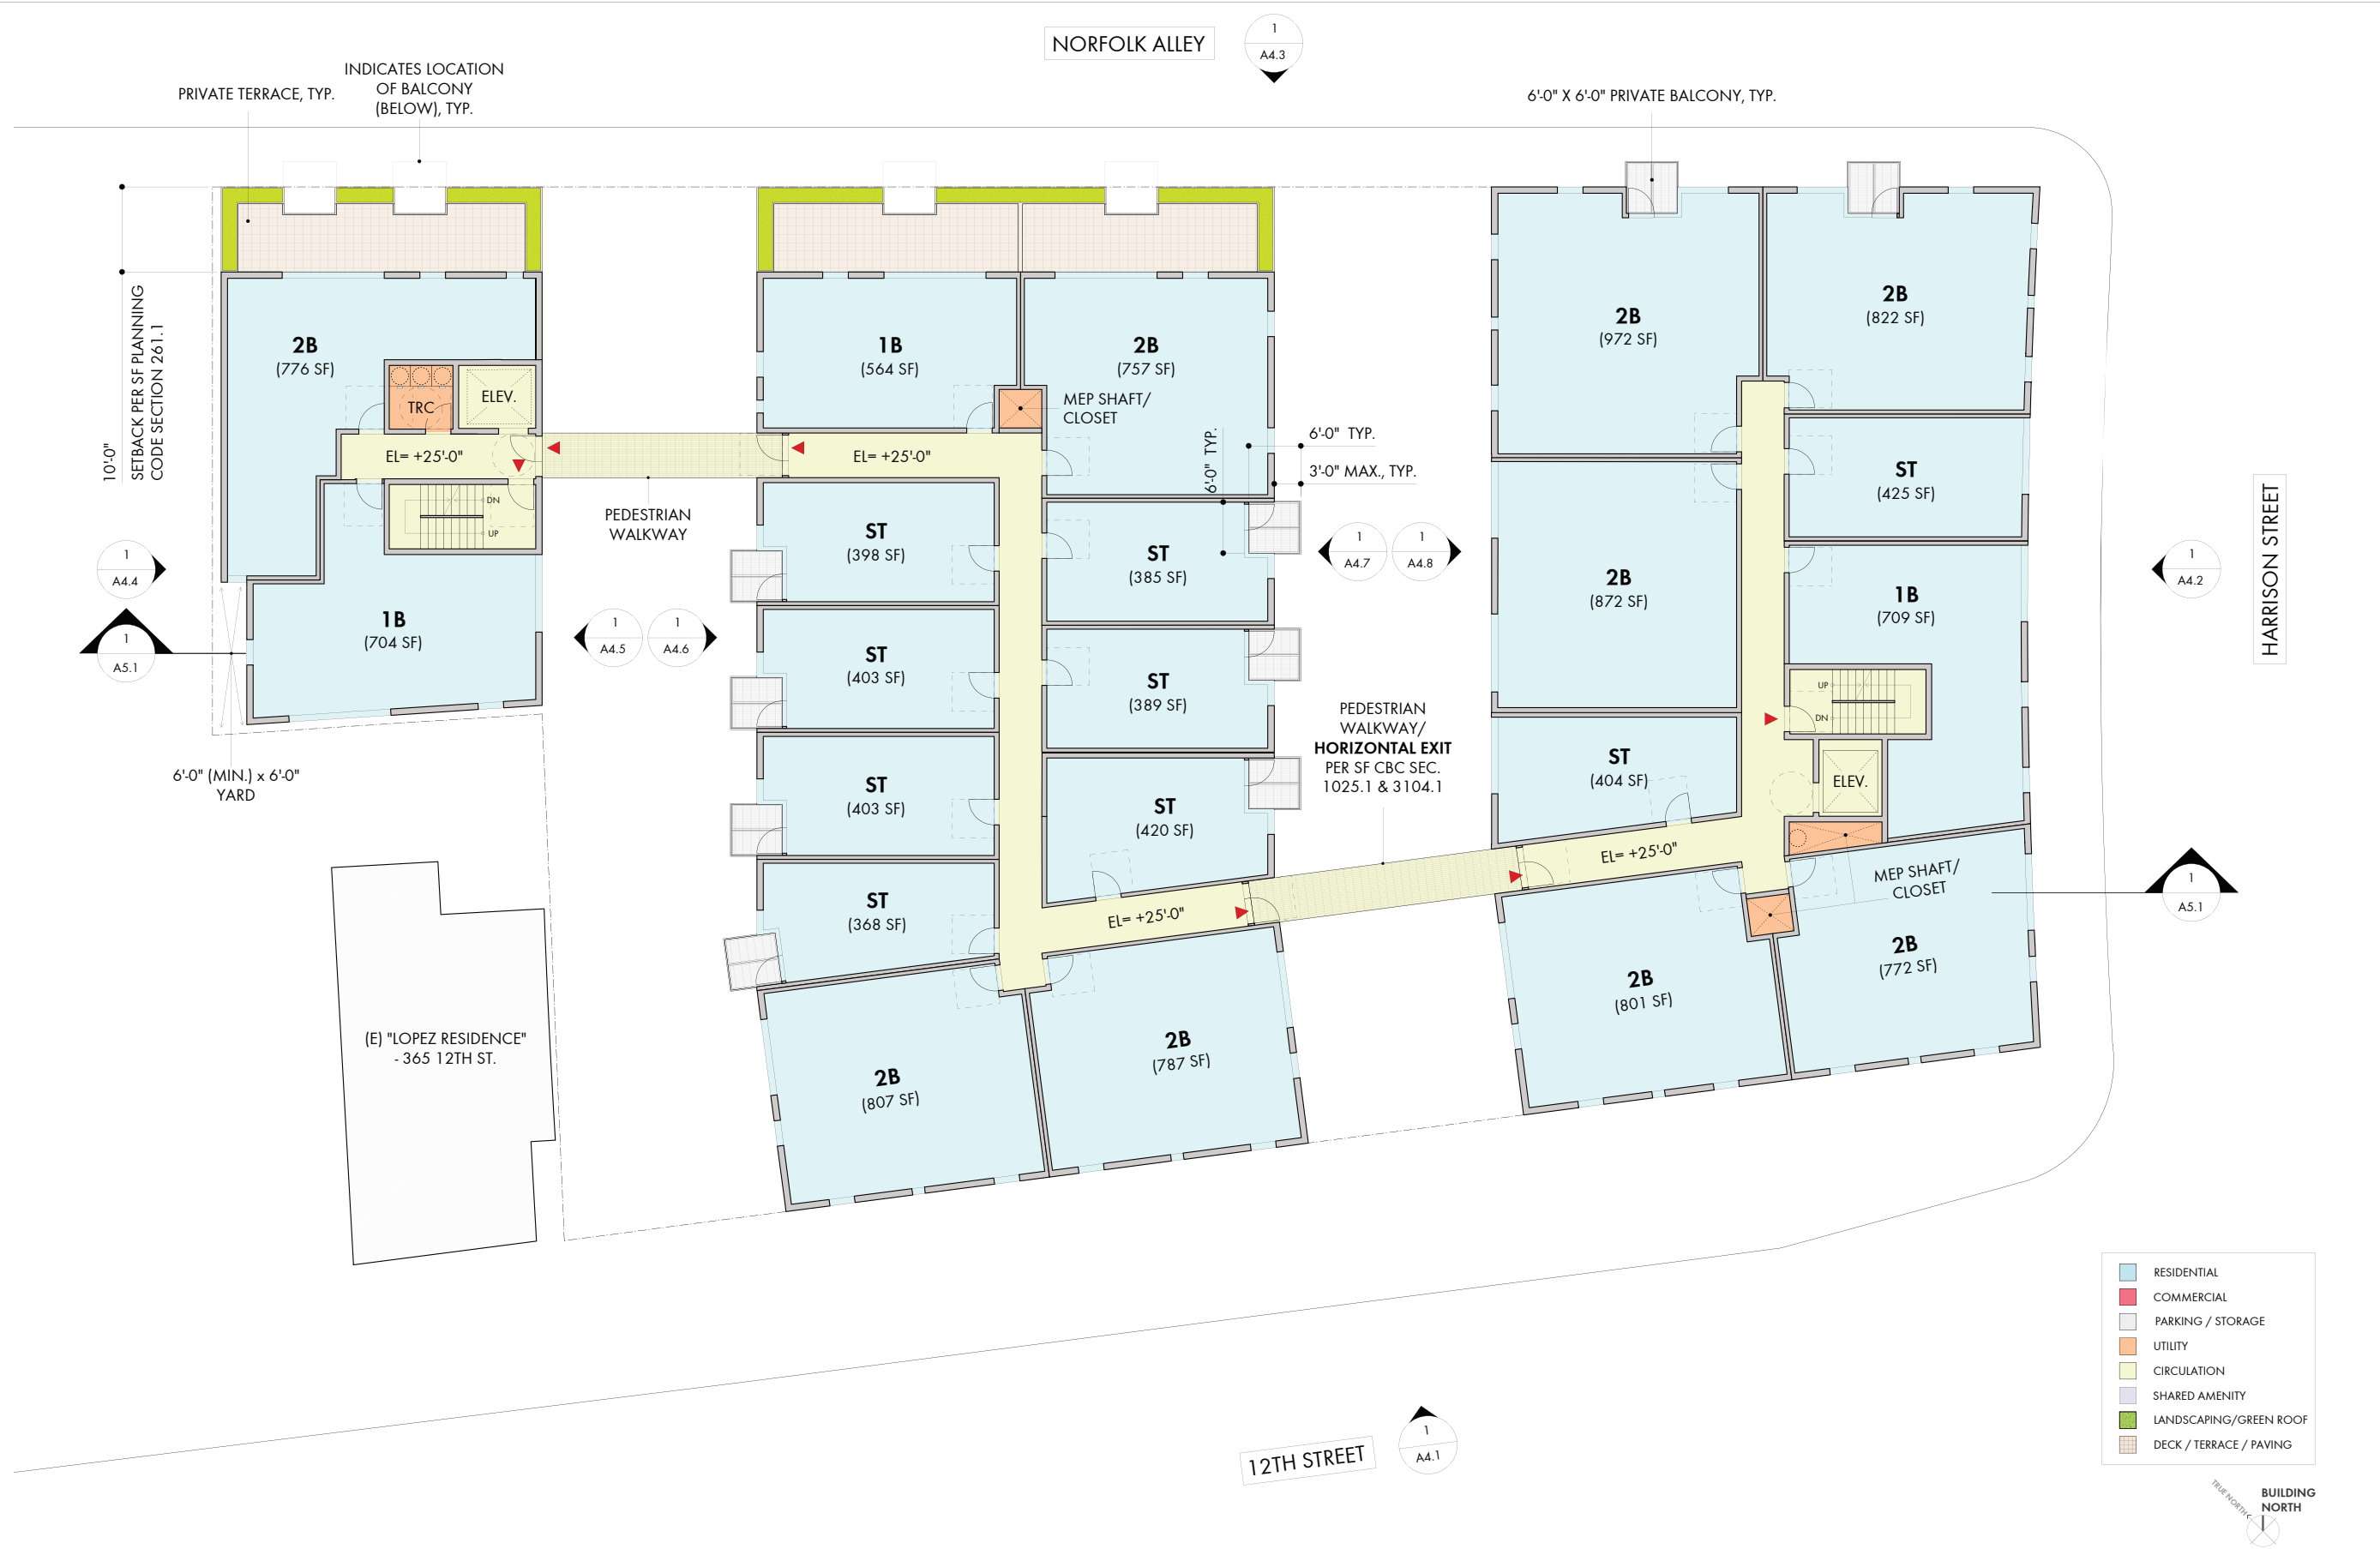 NORFOLK ALLEY
1
A4.3
PRIVATE TERRACE, TYP.
INDICATES LOCATION
OF BALCONY
(BELOW), TYP.
6'-0" X 6'-0" PRIVATE BALCONY, TYP.
10'-0"
SETBACK PER SF PLANNING
CODE SECTION 261.1
2B
(776 SF)
TRC
ELEV.
EL= +25'-0"
DN
UP
1B
(704 SF)
1
A4.4
1
A5.1
6'-0" (MIN.) x 6'-0"
YARD
PEDESTRIAN
WALKWAY
1
A4.5
1
A4.6
1B
(564 SF)
2B
(757 SF)
MEP SHAFT/
CLOSET
EL= +25'-0"
6'-0" TYP.
6'-0" TYP.
3'-0" MAX., TYP.
ST
(398 SF)
ST
(385 SF)
ST
(403 SF)
ST
(389 SF)
ST
(403 SF)
ST
(420 SF)
ST
(368 SF)
EL= +25'-0"
2B
(807 SF)
2B
(787 SF)
1
A4.7
1
A4.8
PEDESTRIAN
WALKWAY/
HORIZONTAL EXIT
PER SF CBC SEC.
1025.1 & 3104.1
2B
(972 SF)
2B
(822 SF)
ST
(425 SF)
2B
(872 SF)
1B
(709 SF)
UP
DN
ST
(404 SF)
ELEV.
EL= +25'-0"
MEP SHAFT/
CLOSET
2B
(801 SF)
2B
(772 SF)
1
A4.2
HARRISON STREET
1
A5.1
(E) "LOPEZ RESIDENCE"
- 365 12TH ST.
12TH STREET
1
A4.1
RESIDENTIAL
COMMERCIAL
PARKING / STORAGE
UTILITY
CIRCULATION
SHARED AMENITY
LANDSCAPING/GREEN ROOF
DECK / TERRACE / PAVING
TRUE NORTH
BUILDING
NORTH